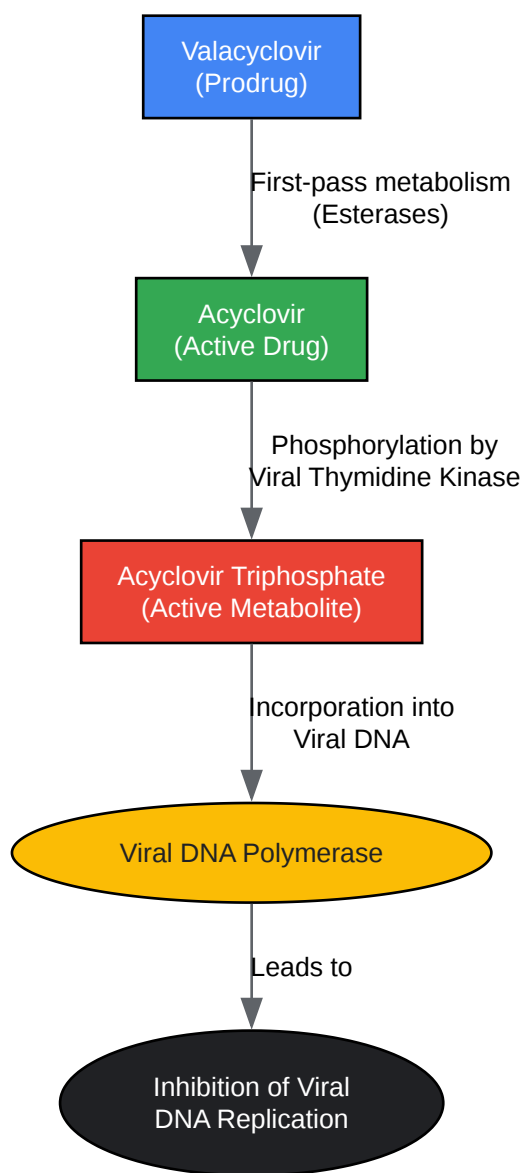 Valacyclovir
(Prodrug)
First-pass metabolism
(Esterases)
Acyclovir
(Active Drug)
Phosphorylation by
Viral Thymidine Kinase
Acyclovir Triphosphate
(Active Metabolite)
Incorporation into
Viral DNA
Viral DNA Polymerase
Leads to
Inhibition of Viral
DNA Replication